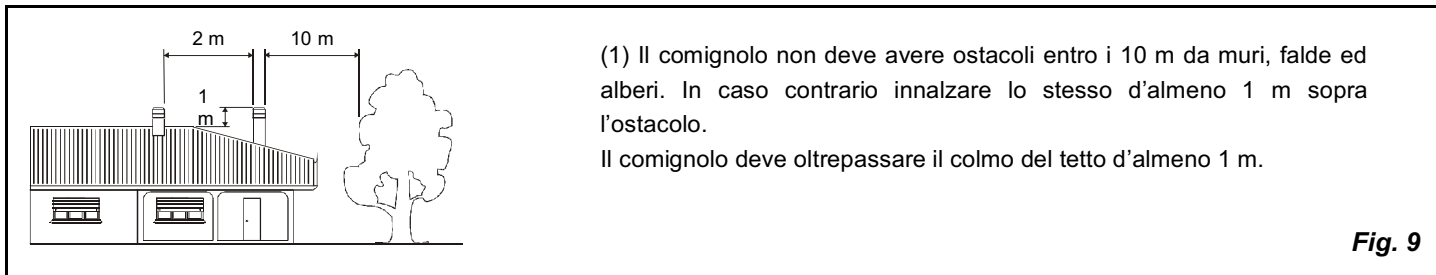 2 m
10 m
1
m
(1) Il comignolo non deve avere ostacoli entro i 10 m da muri, falde ed
alberi. In caso contrario innalzare lo stesso d’almeno 1 m sopra
l’ostacolo.
Il comignolo deve oltrepassare il colmo del tetto d’almeno 1 m.
Fig. 9